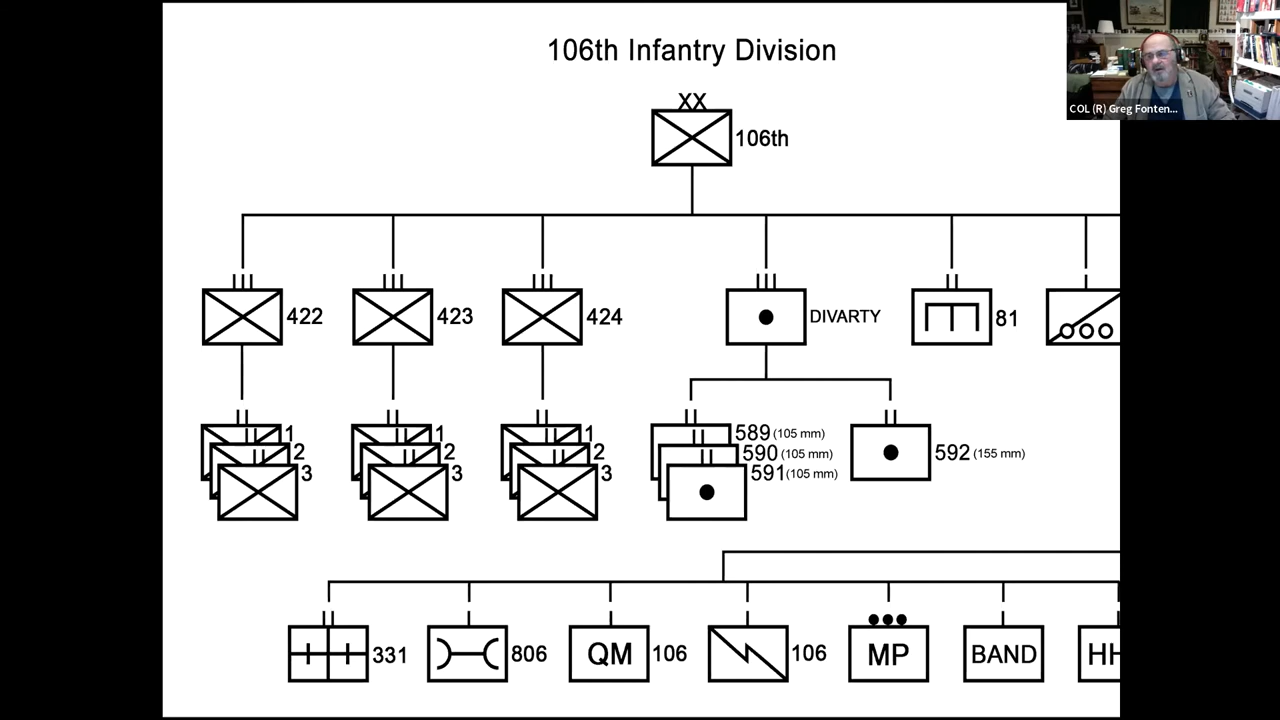 106th Infantry Division
COL (R) Greg Fonten...
XX
106th
422
423
424
DIVARTY
81
1
2
3
1
2
3
1
2
3
589 (105 mm)
590 (105 mm)
591 (105 mm)
592 (155 mm)
331
806
QM
106
106
MP
BAND
HH